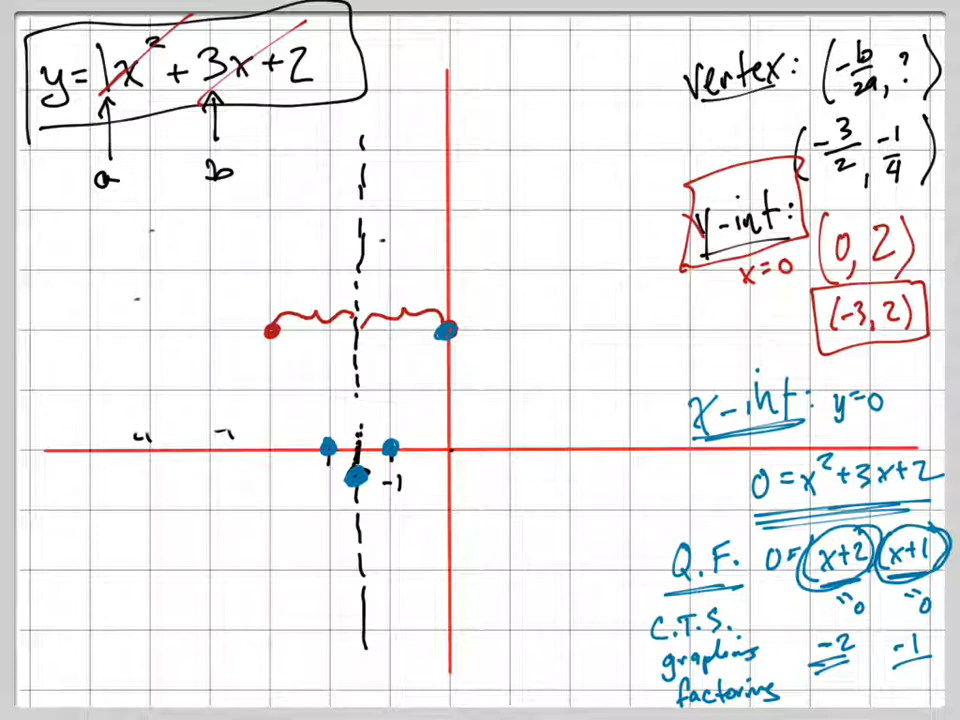 y = 1x² + 3x + 2
a
b
vertex: (-b/2a, ?)
(-3/2, -1/4)
y-int:
x=0
(0, 2)
(-3, 2)
x-int: y=0
-1
0 = x² + 3x + 2
Q.F.
0 = (x+2)(x+1)
=0 =0
C.T.S.
-2 -1
graphing
factoring